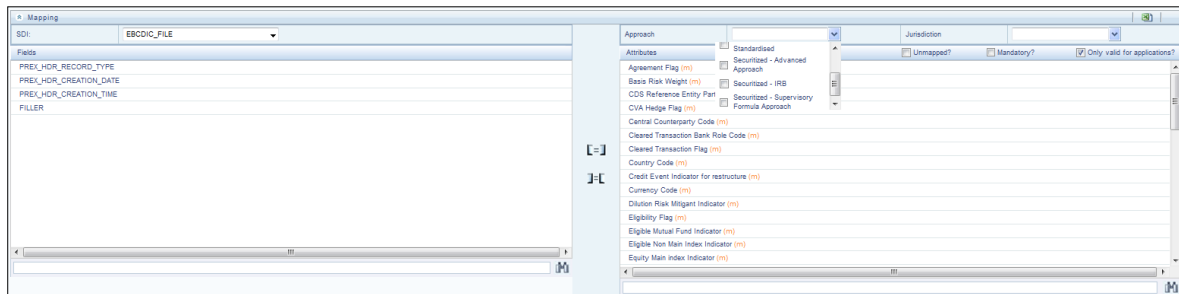 Mapping
SDI: EBCDIC_FILE
Fields
PREX_HDR_RECORD_TYPE
PREX_HDR_CREATION_DATE
PREX_HDR_CREATION_TIME
FILLER
[=]
]=[
Approach Jurisdiction
Attributes Unmapped? Mandatory? Only valid for applications?
Standardised
Securitized - Advanced
Approach
Securitized - IRB
Securitized - Supervisory
Formula Approach
Agreement Flag (m)
Basis Risk Weight (m)
CDS Reference Entity Part
CVA Hedge Flag (m)
Central Counterparty Code (m)
Cleared Transaction Bank Role Code (m)
Cleared Transaction Flag (m)
Country Code (m)
Credit Event Indicator for restructure (m)
Currency Code (m)
Dilution Risk Mitigant Indicator (m)
Eligibility Flag (m)
Eligible Mutual Fund Indicator (m)
Eligible Non Main Index Indicator (m)
Equity Main index Indicator (m)